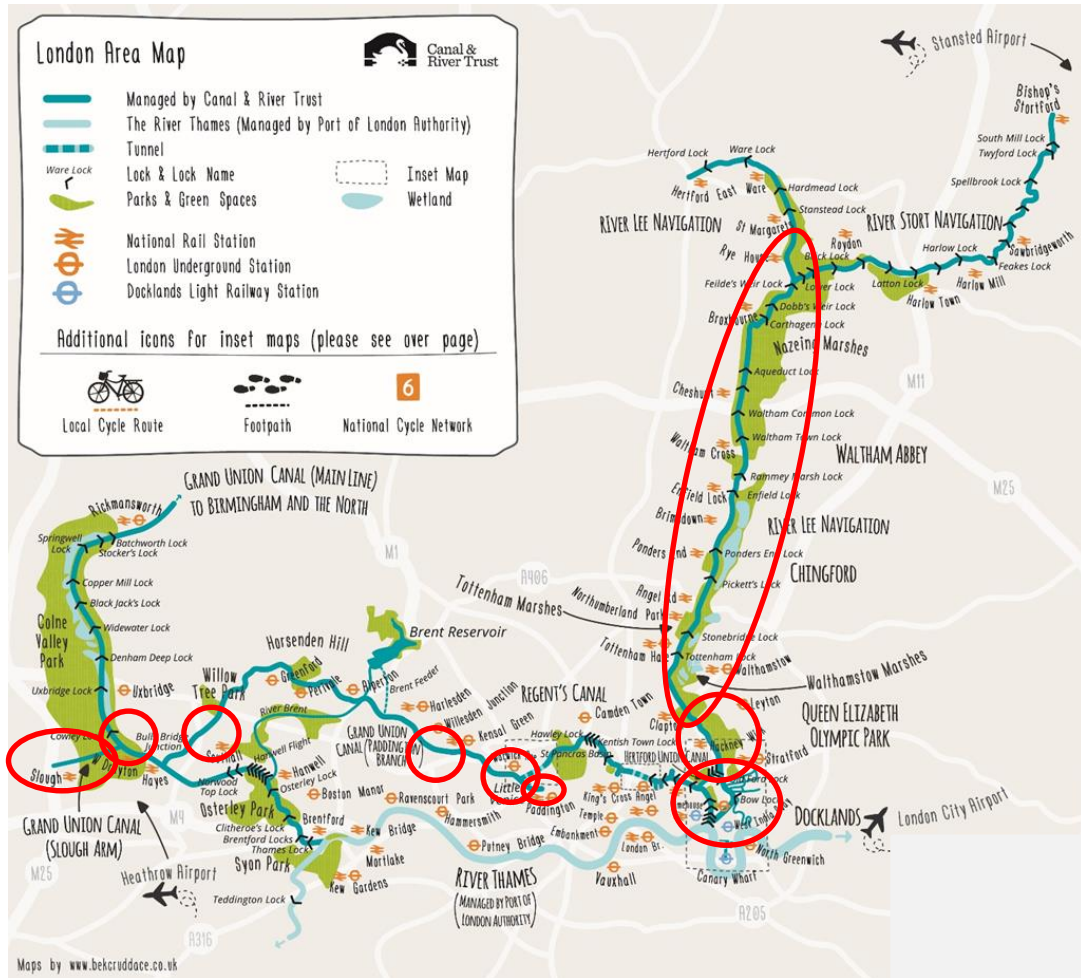 London Area Map
Canal &
River Trust
Managed by Canal & River Trust
The River Thames (Managed by Port of London Authority)
Tunnel
Ware Lock
Lock & Lock Name
Inset Map
Parks & Green Spaces
Wetland
National Rail Station
London Underground Station
Docklands Light Railway Station
Additional icons for inset maps (please see over page)
6
Local Cycle Route
Footpath
National Cycle Network
Stansted Airport
Bishop's
Stortford
South Mill Lock
Twyford Lock
Spellbrook Lock
Sawbridgeworth
Feakes Lock
Harlow Mill
Harlow Lock
Harlow Town
Latton Lock
RIVER STORT NAVIGATION
Roydon
Hertford Lock
Ware Lock
Hertford East
Ware
Hardmead Lock
Stanstead Lock
RIVER LEE NAVIGATION
St Margarets
Rye House
Lock
Feilde's Weir Lock
Lower Lock
Dobb's Weir Lock
Broxbourne
Carthagena Lock
Nazeing Marshes
Aqueduct Lock
Cheshunt
M11
Waltham Common Lock
Waltham Town Lock
Waltham Cross
WALTHAM ABBEY
Rammey Marsh Lock
Enfield Lock
Enfield Lock
M25
Brimsdown
RIVER LEE NAVIGATION
Ponders End
Ponders End Lock
CHINGFORD
Pickett's Lock
Angel Rd
Northumberland Park
Tottenham Marshes
Stonebridge Lock
Tottenham Hale
Tottenham Lock
Walthamstow
Walthamstow Marshes
Leyton
Clapton
QUEEN ELIZABETH
OLYMPIC PARK
Hackney Wick
Stratford
GRAND UNION CANAL (MAIN LINE)
TO BIRMINGHAM AND THE NORTH
Rickmansworth
Springwell
Lock
Batchworth Lock
Stocker's Lock
Copper Mill Lock
Black Jack's Lock
Colne
Valley
Park
Widewater Lock
Denham Deep Lock
Uxbridge Lock
Uxbridge
Cowley Lock
Slough
Drayton
Hayes
Bulls Bridge
Junction
GRAND UNION CANAL
(SLOUGH ARM)
M25
M4
M1
A406
Willow
Tree Park
Horsenden Hill
Greenford
Perivale
Alperton
Brent Reservoir
Brent Feeder
River Brent
Southall
Hanwell Flight
Hanwell
Norwood
Top Lock
Osterley Lock
Osterley Park
Boston Manor
Clitheroe's Lock
Brentford
Brentford Locks
Thames Lock
Syon Park
Kew Bridge
Mortlake
Kew Gardens
Teddington Lock
Heathrow Airport
A316
GRAND UNION
CANAL (PADDINGTON
BRANCH)
Harlesden
Willesden Junction
Kensal Green
REGENT'S CANAL
Camden Town
Hawley Lock
Kentish Town Lock
St Pancras Basin
HERTFORD UNION CANAL
Warwick
Little
Venice
Paddington
King's Cross
Angel
Ravenscourt Park
Hammersmith
Putney Bridge
Temple
Embankment
London Br.
Vauxhall
RIVER THAMES
(MANAGED BY PORT OF
LONDON AUTHORITY)
Old Ford Lock
Bow Lock
Limehouse
West India Quay
DOCKLANDS
London City Airport
North Greenwich
Canary Wharf
A205
Maps by www.bekcruddace.co.uk